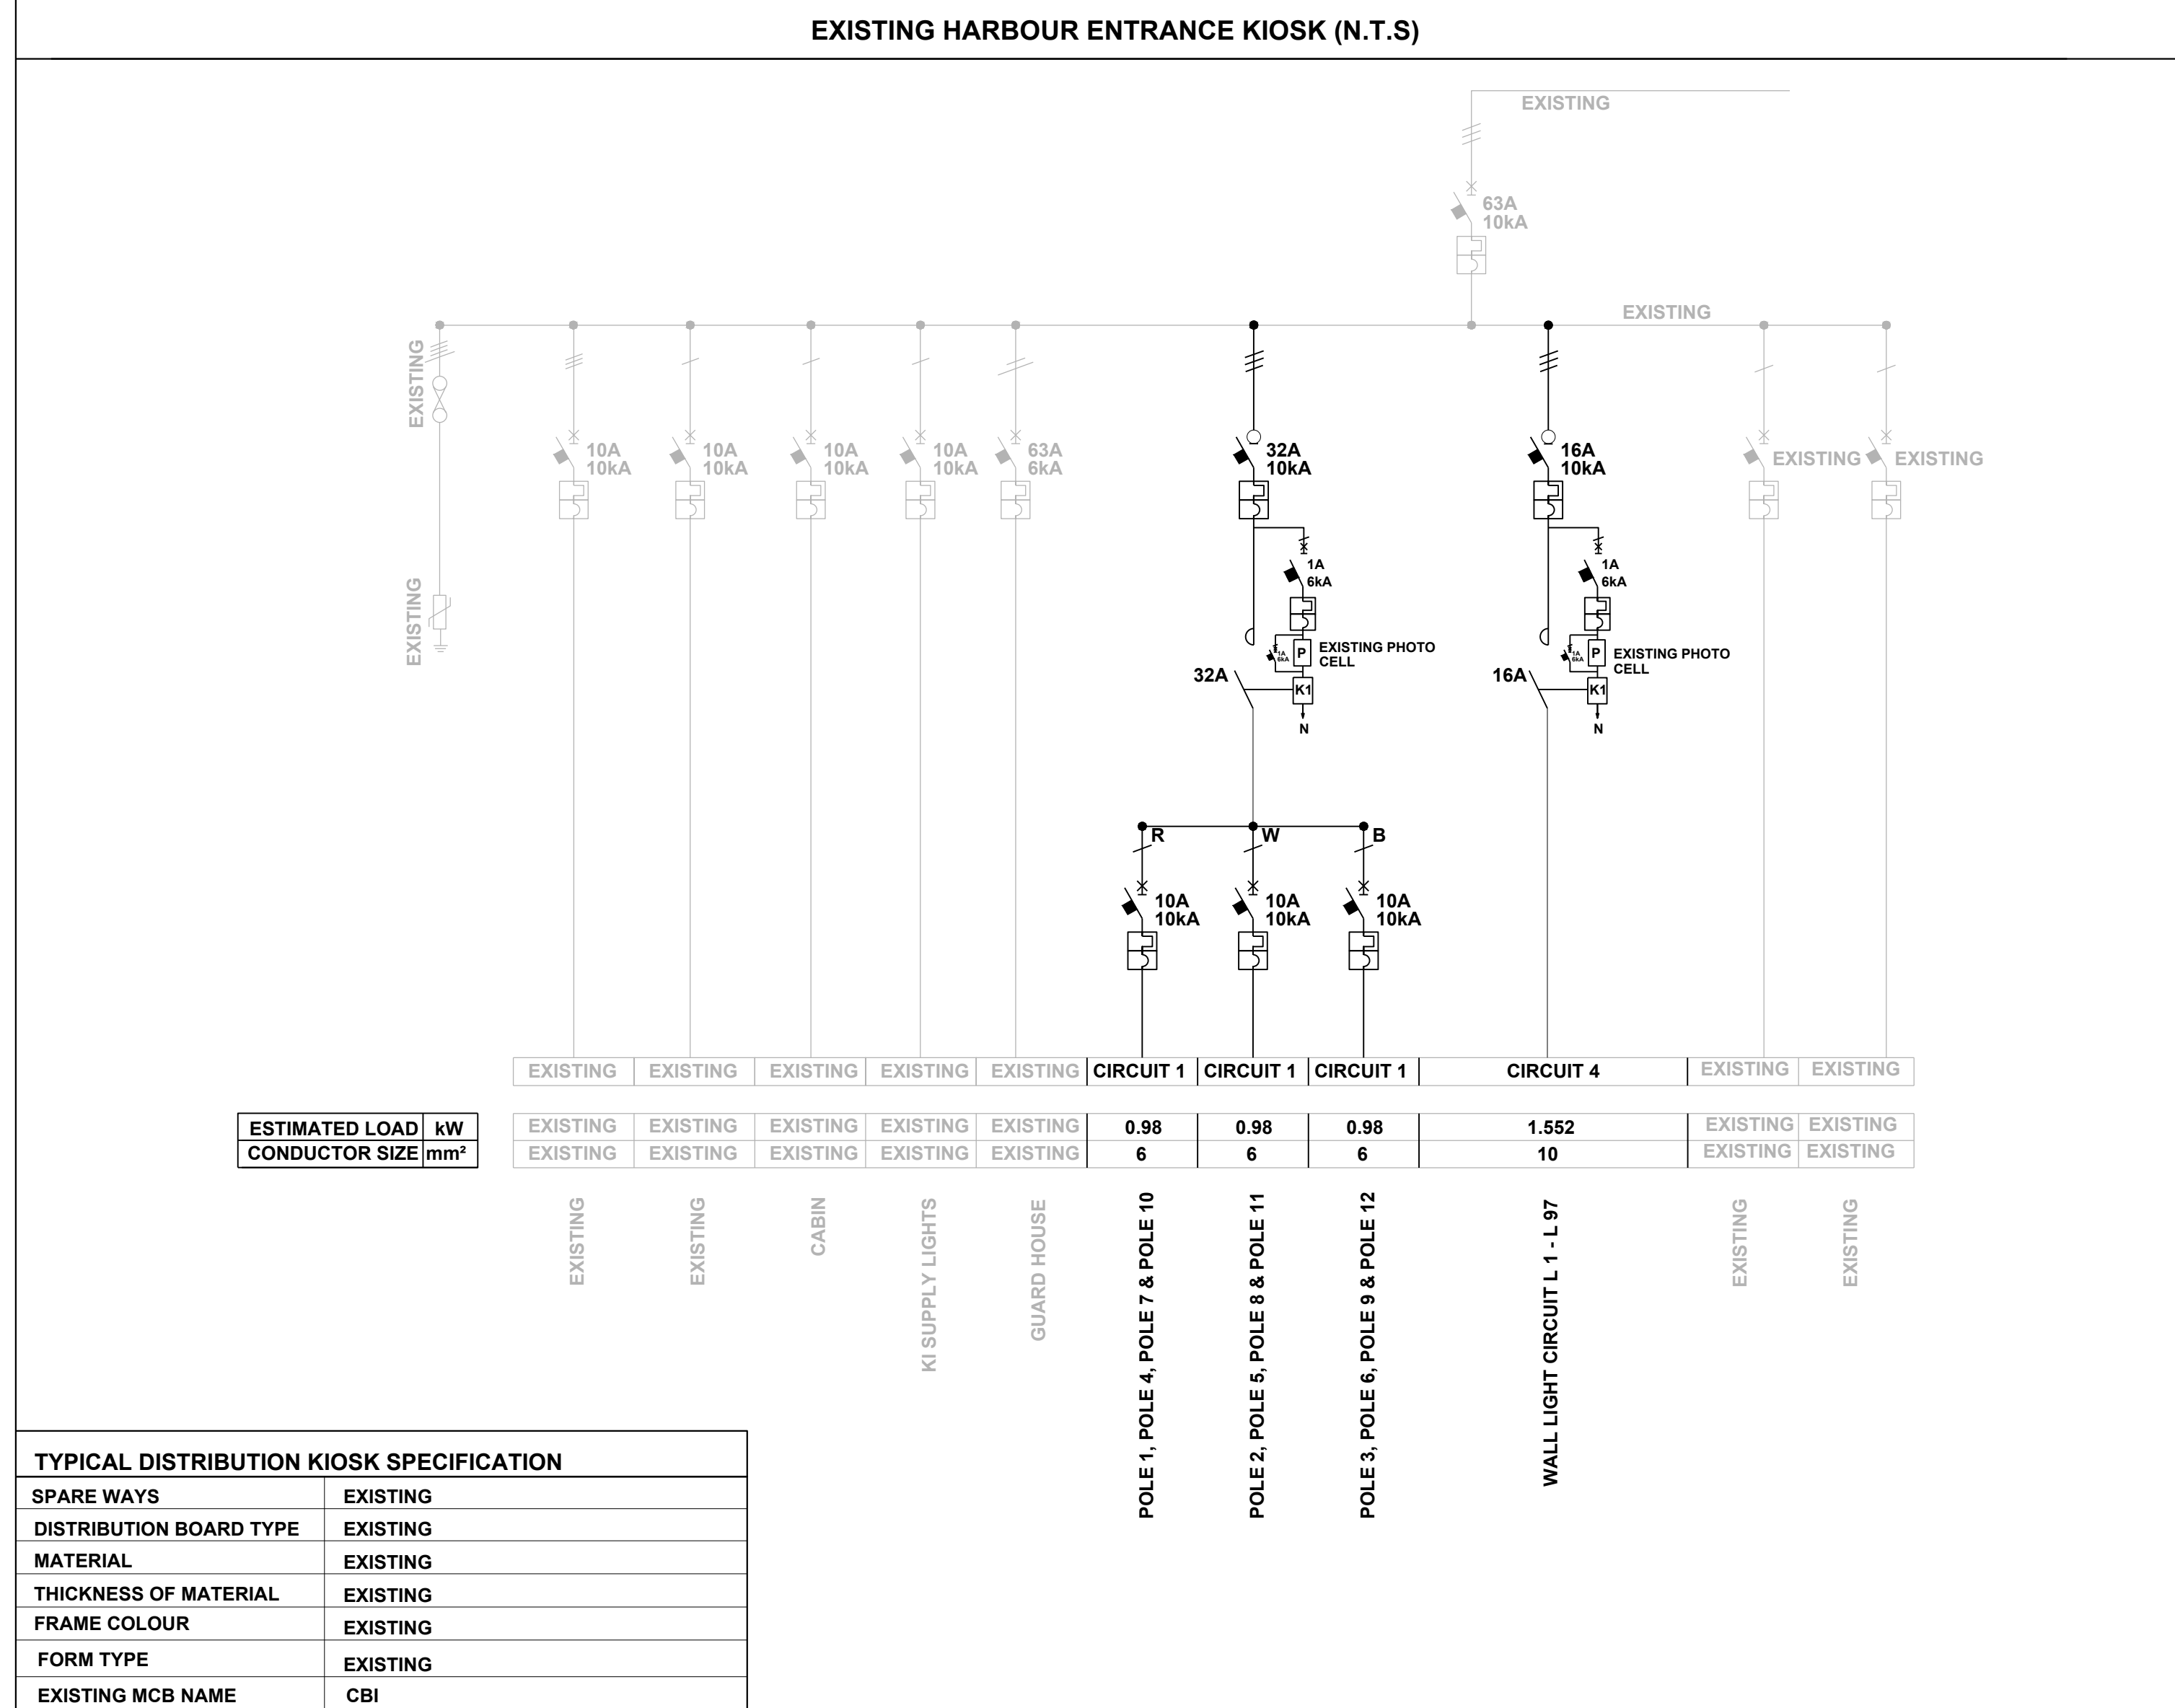 EXISTING HARBOUR ENTRANCE KIOSK (N.T.S)
EXISTING
63A
10kA
EXISTING
EXISTING
EXISTING
10A
10kA
10A
10kA
10A
10kA
10A
10kA
63A
6kA
32A
10kA
16A
10kA
EXISTING
EXISTING
1A
6kA
1A
6kA
1A
6kA
P
EXISTING PHOTO
CELL
1A
6kA
P
EXISTING PHOTO
CELL
32A
K1
N
16A
K1
N
R
W
B
10A
10kA
10A
10kA
10A
10kA
EXISTING EXISTING EXISTING EXISTING EXISTING CIRCUIT 1 CIRCUIT 1 CIRCUIT 1 CIRCUIT 4 EXISTING EXISTING
ESTIMATED LOAD kW EXISTING EXISTING EXISTING EXISTING EXISTING 0.98 0.98 0.98 1.552 EXISTING EXISTING
CONDUCTOR SIZE mm² EXISTING EXISTING EXISTING EXISTING EXISTING 6 6 6 10 EXISTING EXISTING
EXISTING
EXISTING
CABIN
KI SUPPLY LIGHTS
GUARD HOUSE
POLE 1, POLE 4, POLE 7 & POLE 10
POLE 2, POLE 5, POLE 8 & POLE 11
POLE 3, POLE 6, POLE 9 & POLE 12
WALL LIGHT CIRCUIT L 1 - L 97
EXISTING
EXISTING
TYPICAL DISTRIBUTION KIOSK SPECIFICATION
SPARE WAYS EXISTING
DISTRIBUTION BOARD TYPE EXISTING
MATERIAL EXISTING
THICKNESS OF MATERIAL EXISTING
FRAME COLOUR EXISTING
FORM TYPE EXISTING
EXISTING MCB NAME CBI